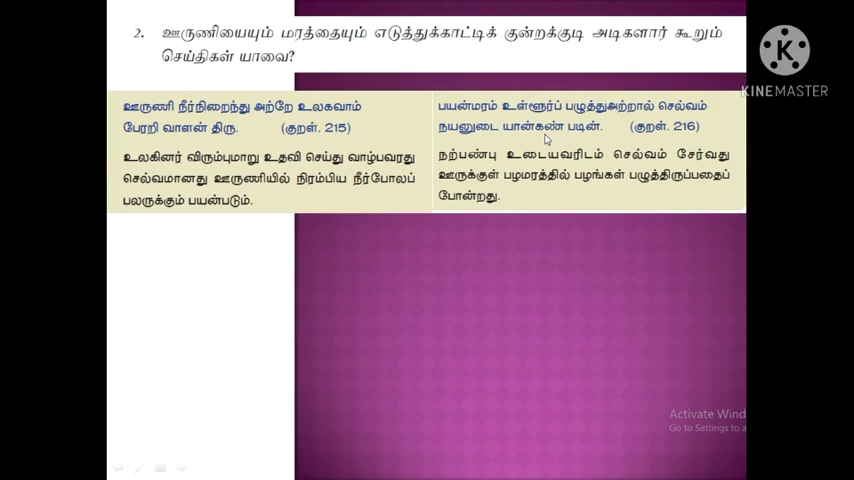 2. ஊருணியையும் மரத்தையும் எடுத்துக்காட்டிக் குன்றக்குடி அடிகளார் கூறும்
செய்திகள் யாவை?
KINEMASTER
ஊருணி நீர்நிறைந்து அற்றே உலகவாம்
பேரறி வாளன் திரு. (குறள். 215)
உலகினர் விரும்புமாறு உதவி செய்து வாழ்பவரது
செல்வமானது ஊருணியில் நிரம்பிய நீர்போலப்
பலருக்கும் பயன்படும்.
பயன்மரம் உள்ளூர்ப் பழுத்துஅற்றால் செல்வம்
நயனுடை யான்கண் படின். (குறள். 216)
நற்பண்பு உடையவரிடம் செல்வம் சேர்வது
ஊருக்குள் பழமரத்தில் பழங்கள் பழுத்திருப்பதைப்
போன்றது.
Activate Wind
Go to Settings to a